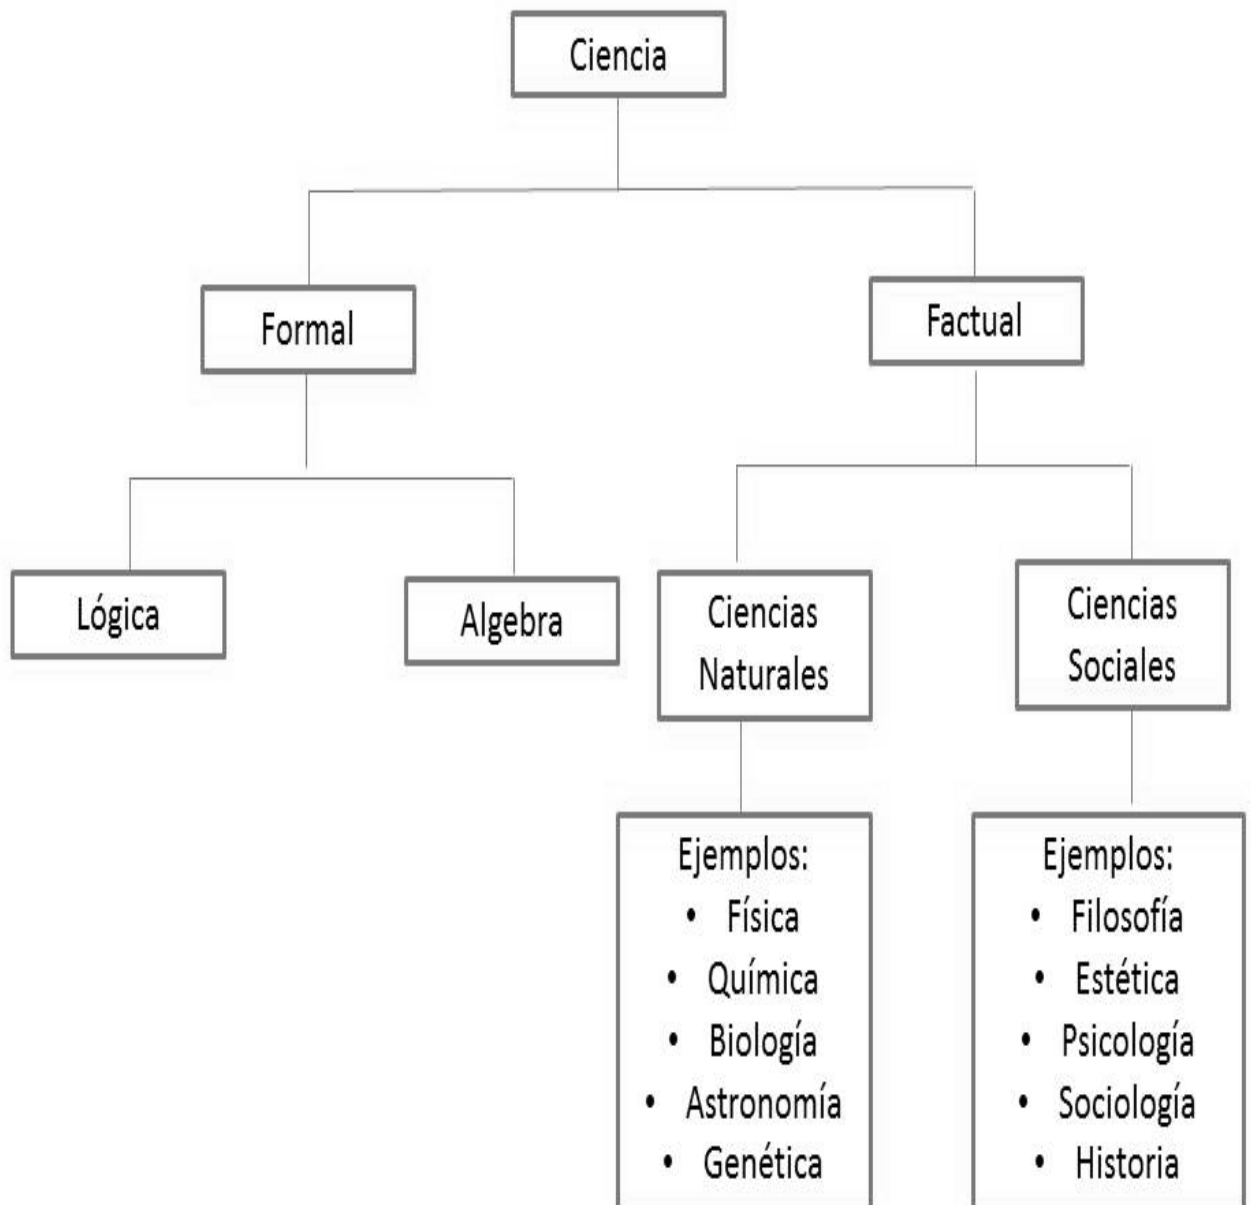 Ciencia
Formal
Factual
Lógica
Algebra
Ciencias
Naturales
Ciencias
Sociales
Ejemplos:
• Física
• Química
• Biología
• Astronomía
• Genética
Ejemplos:
• Filosofía
• Estética
• Psicología
• Sociología
• Historia